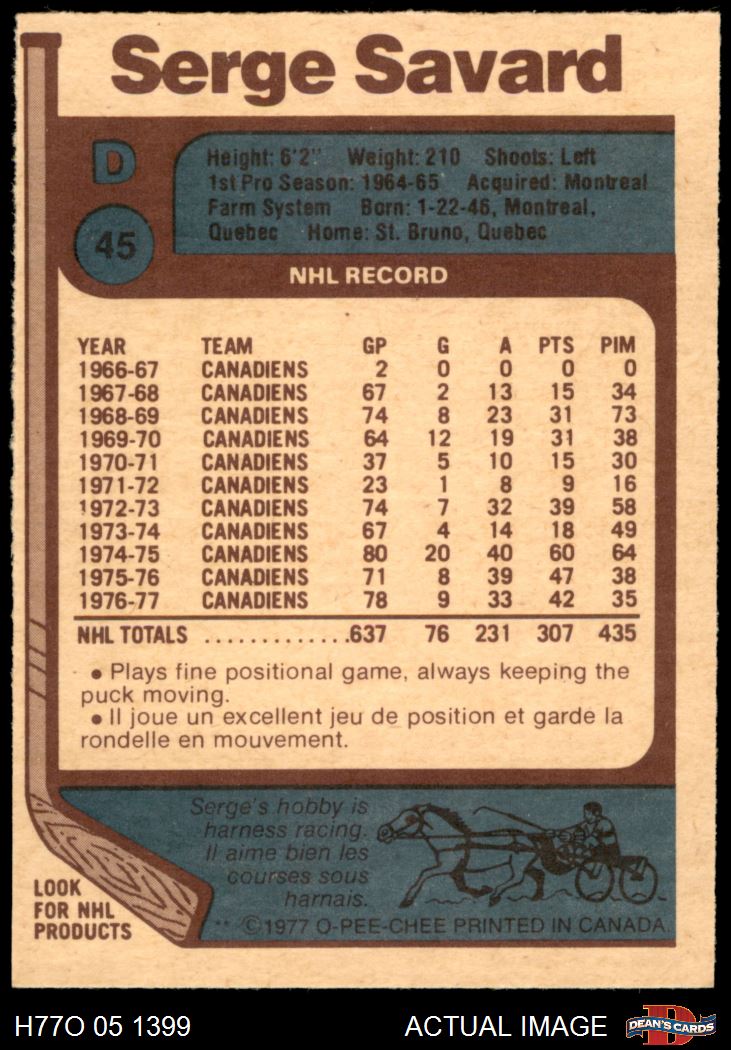 Serge Savard
D
45
Height: 6'2" Weight: 210 Shoots: Left
1st Pro Season: 1964-65 Acquired: Montreal
Farm System Born: 1-22-46, Montreal,
Quebec Home: St. Bruno, Quebec
NHL RECORD
YEAR TEAM GP G A PTS PIM
1966-67 CANADIENS 2 0 0 0 0
1967-68 CANADIENS 67 2 13 15 34
1968-69 CANADIENS 74 8 23 31 73
1969-70 CANADIENS 64 12 19 31 38
1970-71 CANADIENS 37 5 10 15 30
1971-72 CANADIENS 23 1 8 9 16
1972-73 CANADIENS 74 7 32 39 58
1973-74 CANADIENS 67 4 14 18 49
1974-75 CANADIENS 80 20 40 60 64
1975-76 CANADIENS 71 8 39 47 38
1976-77 CANADIENS 78 9 33 42 35
NHL TOTALS .............637 76 231 307 435
• Plays fine positional game, always keeping the
puck moving.
• Il joue un excellent jeu de position et garde la
rondelle en mouvement.
Serge's hobby is
harness racing.
Il aime bien les
courses sous
harnais.
LOOK
FOR NHL
PRODUCTS
** ©1977 O-PEE-CHEE PRINTED IN CANADA.
H77O 05 1399 ACTUAL IMAGE
D
DEAN'S CARDS